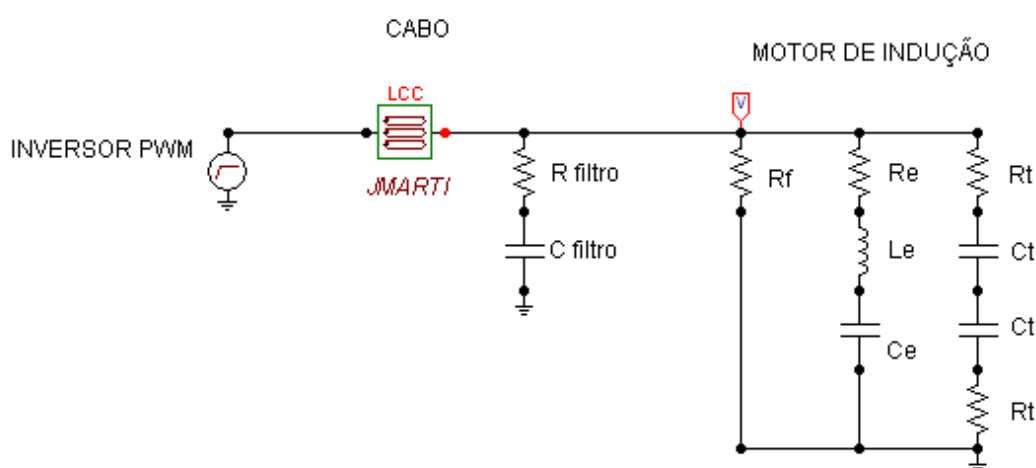 CABO
MOTOR DE INDUÇÃO
LCC
V
INVERSOR PWM
JMARTI
R filtro
Rf
Re
Rt
C filtro
Le
Ct
Ce
Ct
Rt